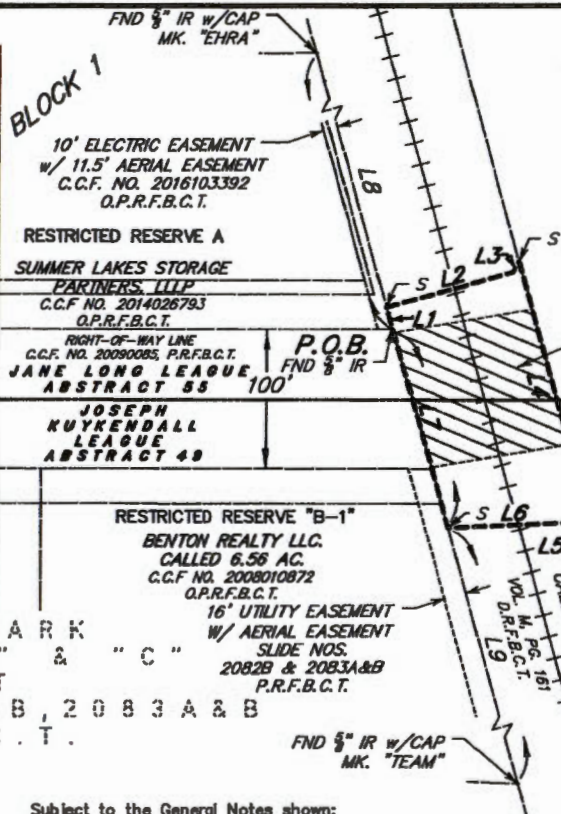 FND 5/8" IR w/CAP
MK. "EHRA"
BLOCK 1
10' ELECTRIC EASEMENT
w/ 11.5' AERIAL EASEMENT
C.C.F. NO. 2016103392
O.P.R.F.B.C.T.
L8
RESTRICTED RESERVE A
SUMMER LAKES STORAGE
PARTNERS, LLLP
C.C.F NO. 2014026793
O.P.R.F.B.C.T.
S
L2
L3
S
L1
RIGHT-OF-WAY LINE
C.C.F. NO. 20090085, P.R.F.B.C.T.
P.O.B.
FND 5/8" IR
JANE LONG LEAGUE
ABSTRACT 55
100'
L4
L7
JOSEPH
KUYKENDALL
LEAGUE
ABSTRACT 49
RESTRICTED RESERVE "B-1"
BENTON REALTY LLC.
CALLED 6.56 AC.
C.C.F NO. 2008010872
O.P.R.F.B.C.T.
S L6
L5
16' UTILITY EASEMENT
W/ AERIAL EASEMENT
SLIDE NOS.
2082B & 2083A&B
P.R.F.B.C.T.
VOL. M, PG. 161
D.R.F.B.C.T.
L9
A R K
" & " C "
T
B , 2 0 8 3 A & B
. T .
FND 5/8" IR w/CAP
MK. "TEAM"
Subject to the General Notes shown: